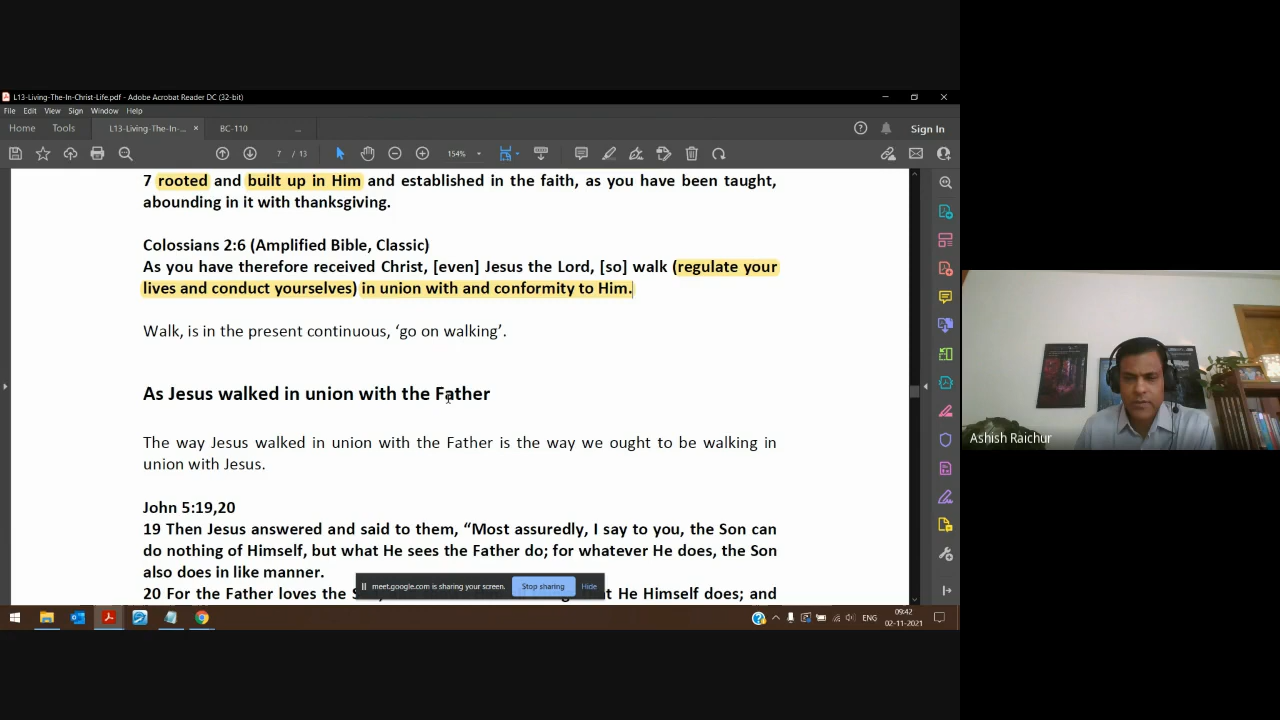 L13-Living-The-In-Christ-Life.pdf - Adobe Acrobat Reader DC (32-bit)
File Edit View Sign Window Help
Home Tools L13-Living-The-In-... × BC-110 ... Sign In
7 / 13 154%
7 rooted and built up in Him and established in the faith, as you have been taught,
abounding in it with thanksgiving.
Colossians 2:6 (Amplified Bible, Classic)
As you have therefore received Christ, [even] Jesus the Lord, [so] walk (regulate your
lives and conduct yourselves) in union with and conformity to Him.
Walk, is in the present continuous, ‘go on walking’.
As Jesus walked in union with the Father
The way Jesus walked in union with the Father is the way we ought to be walking in
union with Jesus.
John 5:19,20
19 Then Jesus answered and said to them, “Most assuredly, I say to you, the Son can
do nothing of Himself, but what He sees the Father do; for whatever He does, the Son
also does in like manner.
20 For the Father loves the He Himself does; and
meet.google.com is sharing your screen. Stop sharing Hide
ENG
09:42
02-11-2021
Ashish Raichur